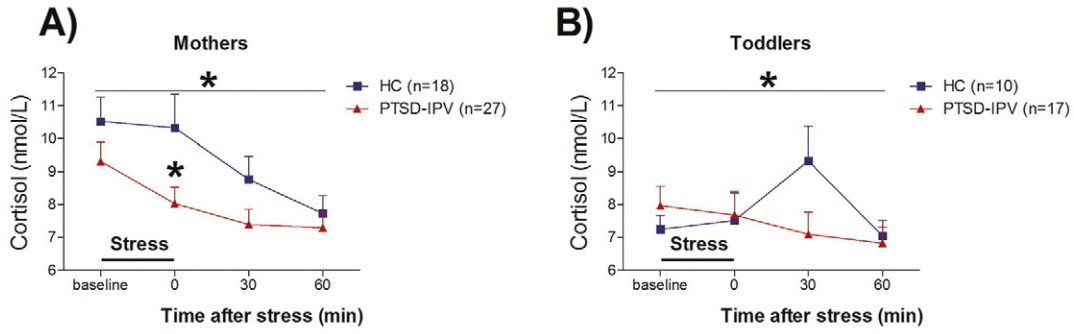 A)
Mothers
*
12
11
10
9
8
7
6
Cortisol (nmol/L)
HC (n=18)
PTSD-IPV (n=27)
*
Stress
baseline 0 30 60
Time after stress (min)
B)
Toddlers
*
12
11
10
9
8
7
6
Cortisol (nmol/L)
HC (n=10)
PTSD-IPV (n=17)
Stress
baseline 0 30 60
Time after stress (min)